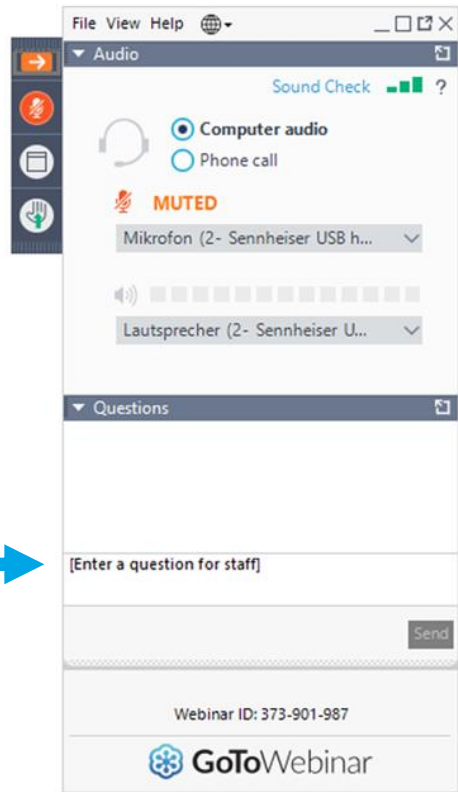 File View Help
Audio
Sound Check ?
Computer audio
Phone call
MUTED
Mikrofon (2- Sennheiser USB h...
Lautsprecher (2- Sennheiser U...
Questions
[Enter a question for staff]
Send
Webinar ID: 373-901-987
GoToWebinar